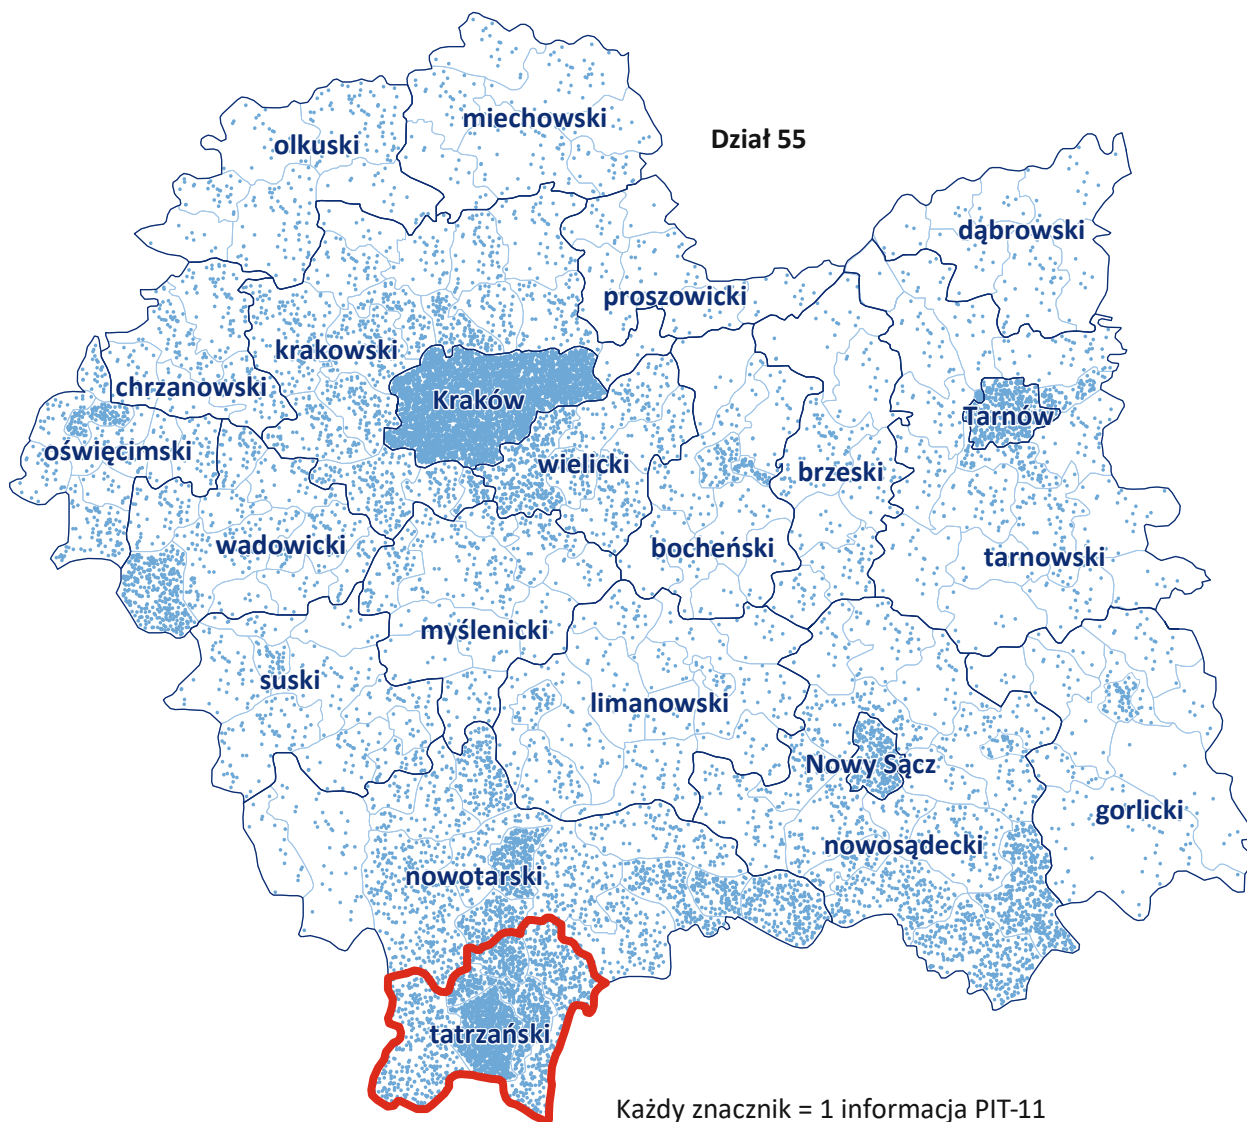 miechowski
Dział 55
olkuski
dąbrowski
proszowicki
krakowski
chrzanowski
Kraków
Tarnów
oświęcimski
wielicki
brzeski
wadowicki
bocheński
tarnowski
myślenicki
suski
limanowski
Nowy Sącz
gorlicki
nowosądecki
nowotarski
tatrzański
Każdy znacznik = 1 informacja PIT-11